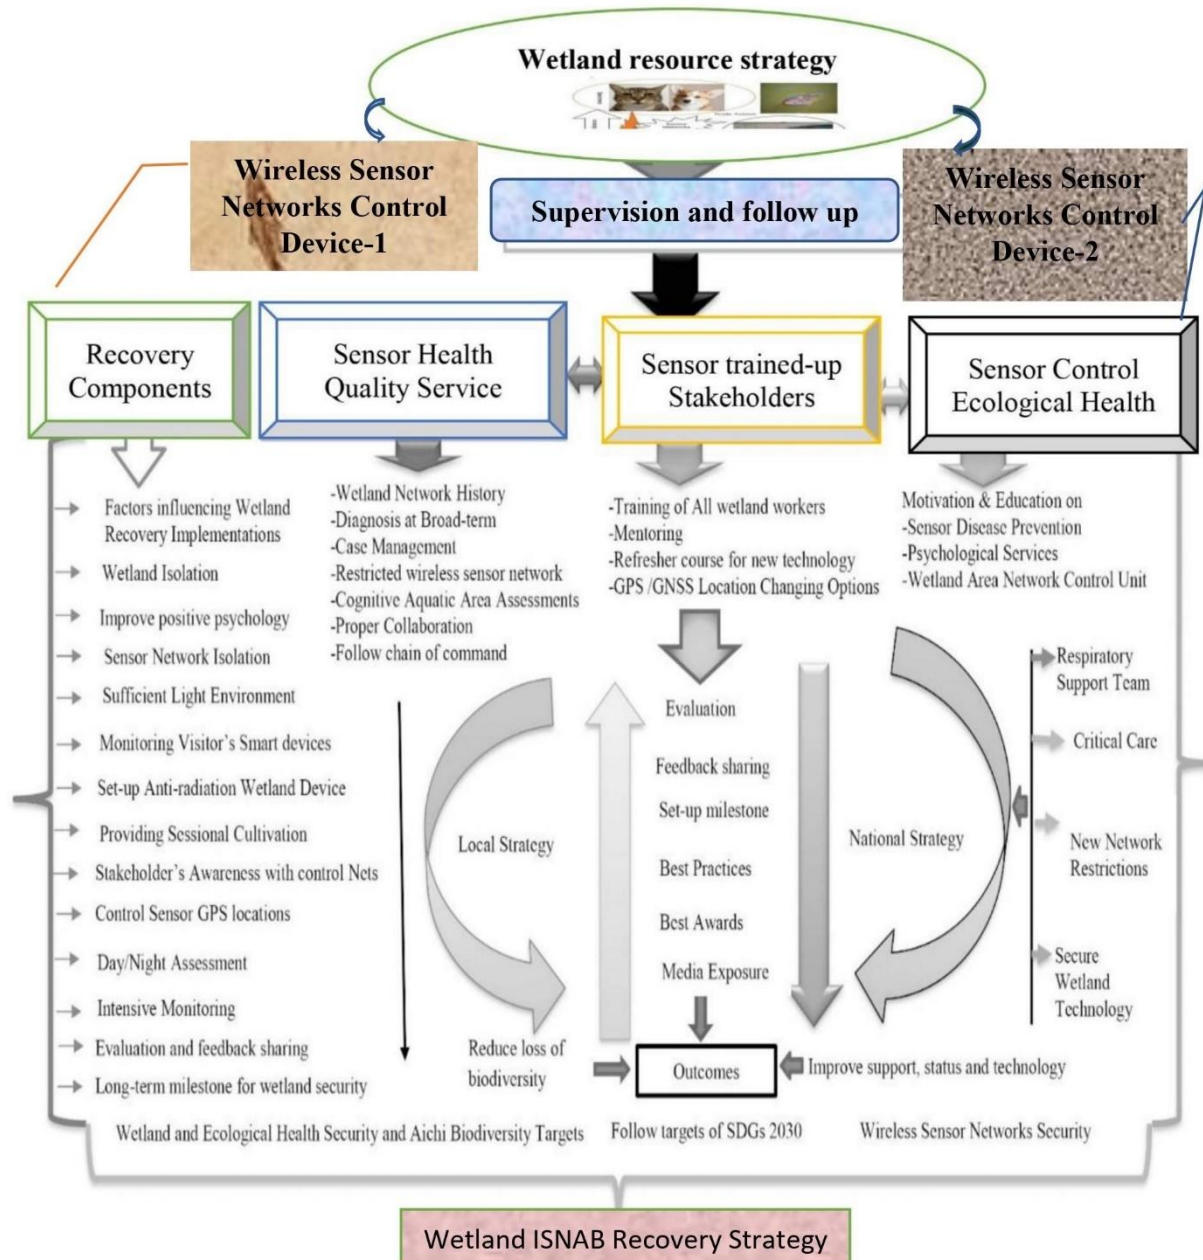 Wetland resource strategy
Wireless Sensor
Networks Control
Device-1
Supervision and follow up
Wireless Sensor
Networks Control
Device-2
Recovery
Components
Sensor Health
Quality Service
Sensor trained-up
Stakeholders
Sensor Control
Ecological Health
Factors influencing Wetland
Recovery Implementations
Wetland Isolation
Improve positive psychology
Sensor Network Isolation
Sufficient Light Environment
Monitoring Visitor's Smart devices
Set-up Anti-radiation Wetland Device
Providing Sessional Cultivation
Stakeholder's Awareness with control Nets
Control Sensor GPS locations
Day/Night Assessment
Intensive Monitoring
Evaluation and feedback sharing
Long-term milestone for wetland security
-Wetland Network History
-Diagnosis at Broad-term
-Case Management
-Restricted wireless sensor network
-Cognitive Aquatic Area Assessments
-Proper Collaboration
-Follow chain of command
-Training of All wetland workers
-Mentoring
-Refresher course for new technology
-GPS /GNSS Location Changing Options
Motivation & Education on
-Sensor Disease Prevention
-Psychological Services
-Wetland Area Network Control Unit
Local Strategy
Evaluation
Feedback sharing
Set-up milestone
Best Practices
Best Awards
Media Exposure
National Strategy
Respiratory
Support Team
Critical Care
New Network
Restrictions
Secure
Wetland
Technology
Reduce loss of
biodiversity
Outcomes
Improve support, status and technology
Wetland and Ecological Health Security and Aichi Biodiversity Targets
Follow targets of SDGs 2030
Wireless Sensor Networks Security
Wetland ISNAB Recovery Strategy